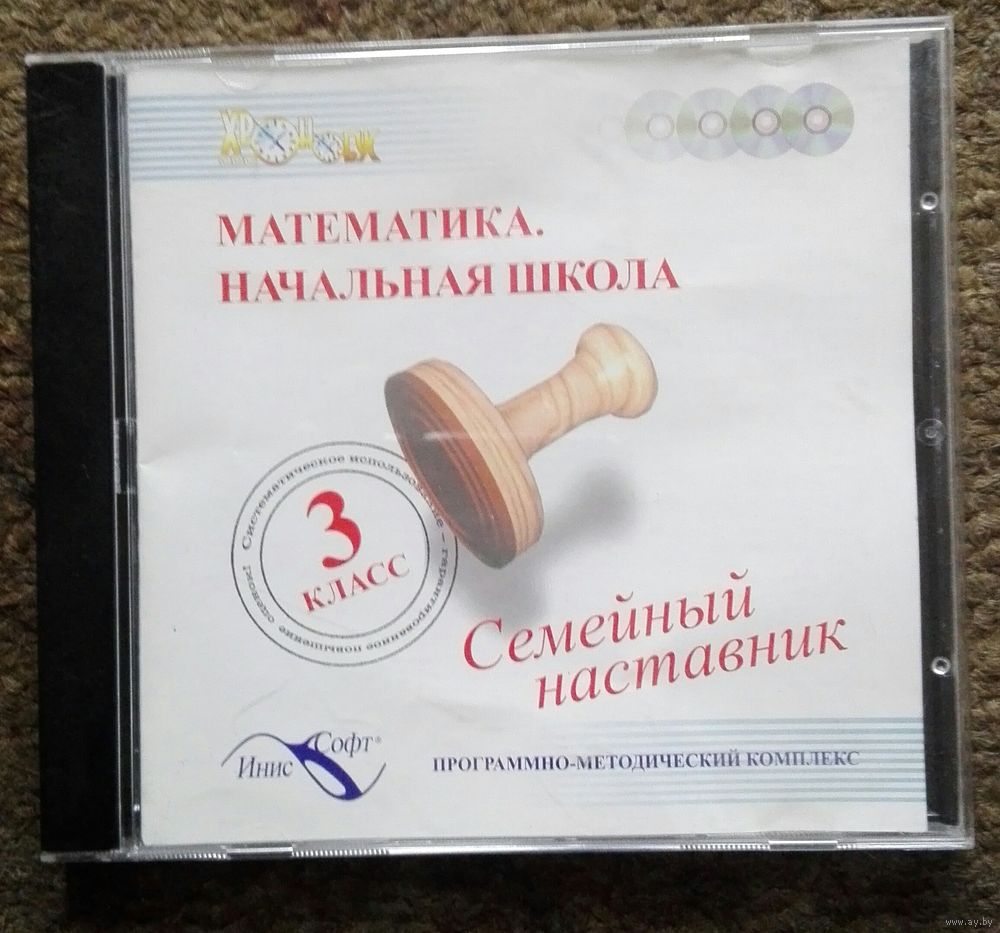 ХРОНОБУС
МАТЕМАТИКА.
НАЧАЛЬНАЯ ШКОЛА
Систематическое использование – гарантированное повышение оценок!
3
КЛАСС
Семейный
наставник
Инис Софт®
ПРОГРАММНО-МЕТОДИЧЕСКИЙ КОМПЛЕКС
www.ay.by